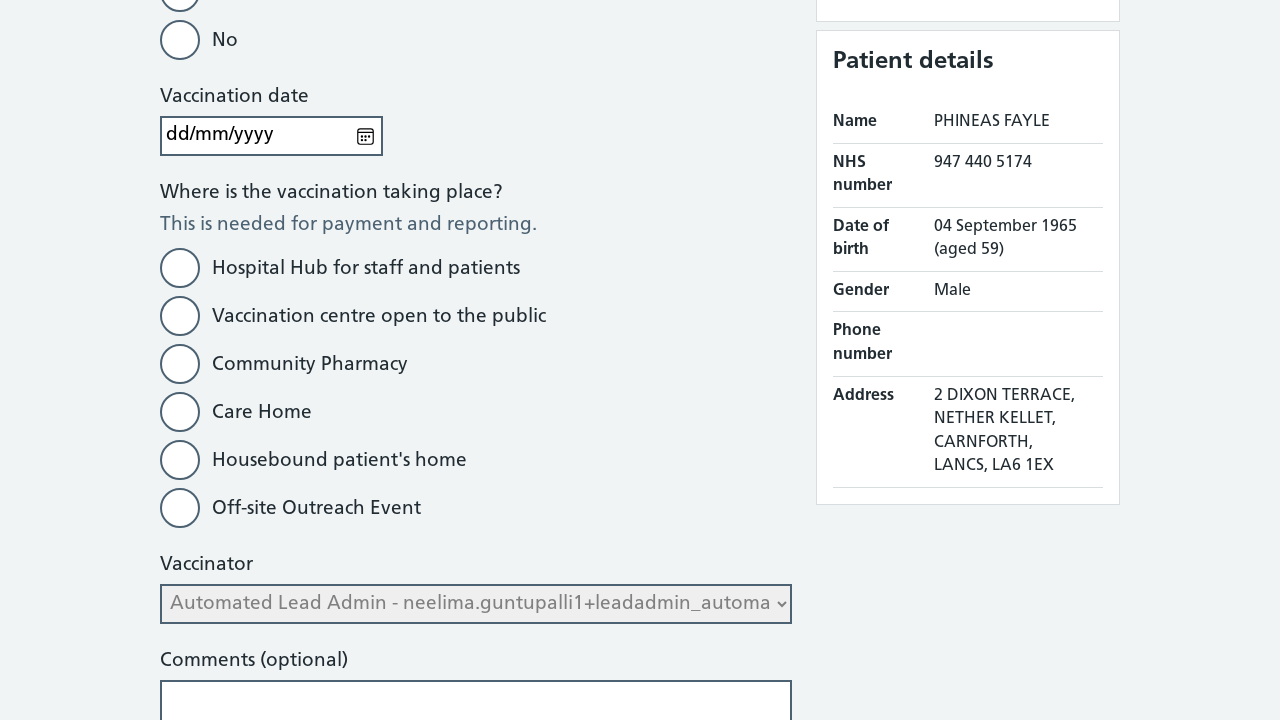 No
Vaccination date
dd/mm/yyyy
Where is the vaccination taking place?
This is needed for payment and reporting.
Hospital Hub for staff and patients
Vaccination centre open to the public
Community Pharmacy
Care Home
Housebound patient's home
Off-site Outreach Event
Vaccinator
Automated Lead Admin - neelima.guntupalli1+leadadmin_automa
Comments (optional)
Patient details
Name PHINEAS FAYLE
NHS number 947 440 5174
Date of birth 04 September 1965 (aged 59)
Gender Male
Phone number
Address 2 DIXON TERRACE,
NETHER KELLET,
CARNFORTH,
LANCS, LA6 1EX